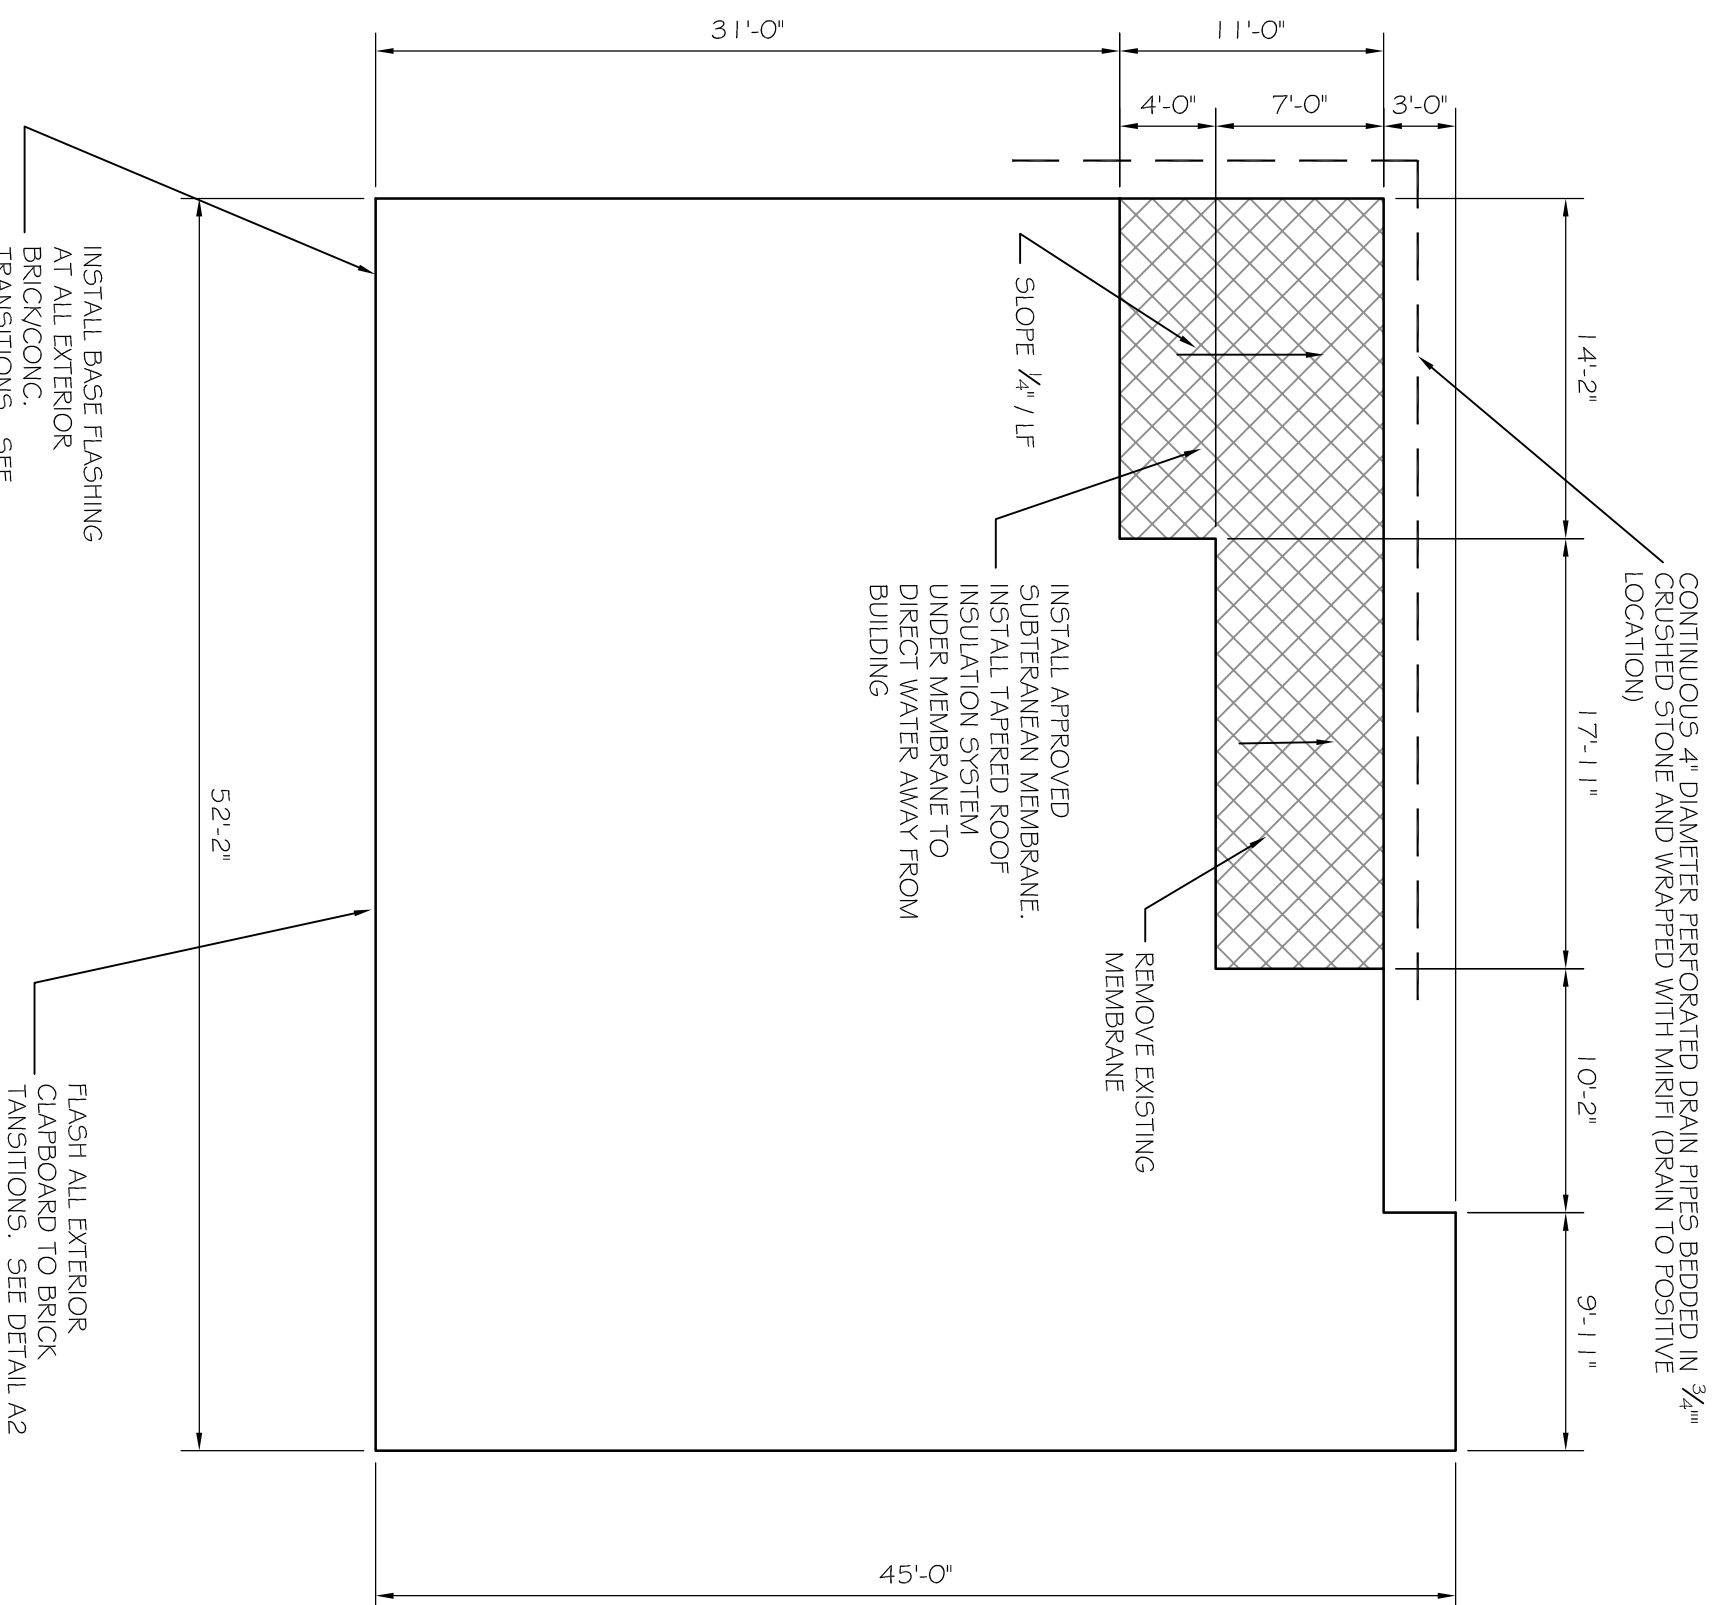 CONTINUOUS 4" DIAMETER PERFORATED DRAIN PIPES BEDDED IN 3/4""
CRUSHED STONE AND WRAPPED WITH MIRIFI (DRAIN TO POSITIVE
LOCATION)
14'-2"
17'-11"
10'-2"
9'-11"
31'-0"
11'-0"
4'-0"
7'-0"
3'-0"
SLOPE 1/4" / LF
INSTALL APPROVED
SUBTERANEAN MEMBRANE.
INSTALL TAPERED ROOF
INSULATION SYSTEM
UNDER MEMBRANE TO
DIRECT WATER AWAY FROM
BUILDING
REMOVE EXISTING
MEMBRANE
52'-2"
45'-0"
INSTALL BASE FLASHING
AT ALL EXTERIOR
BRICK/CONC.
TRANSITIONS. SEE
FLASH ALL EXTERIOR
CLAPBOARD TO BRICK
TANSITIONS. SEE DETAIL A2